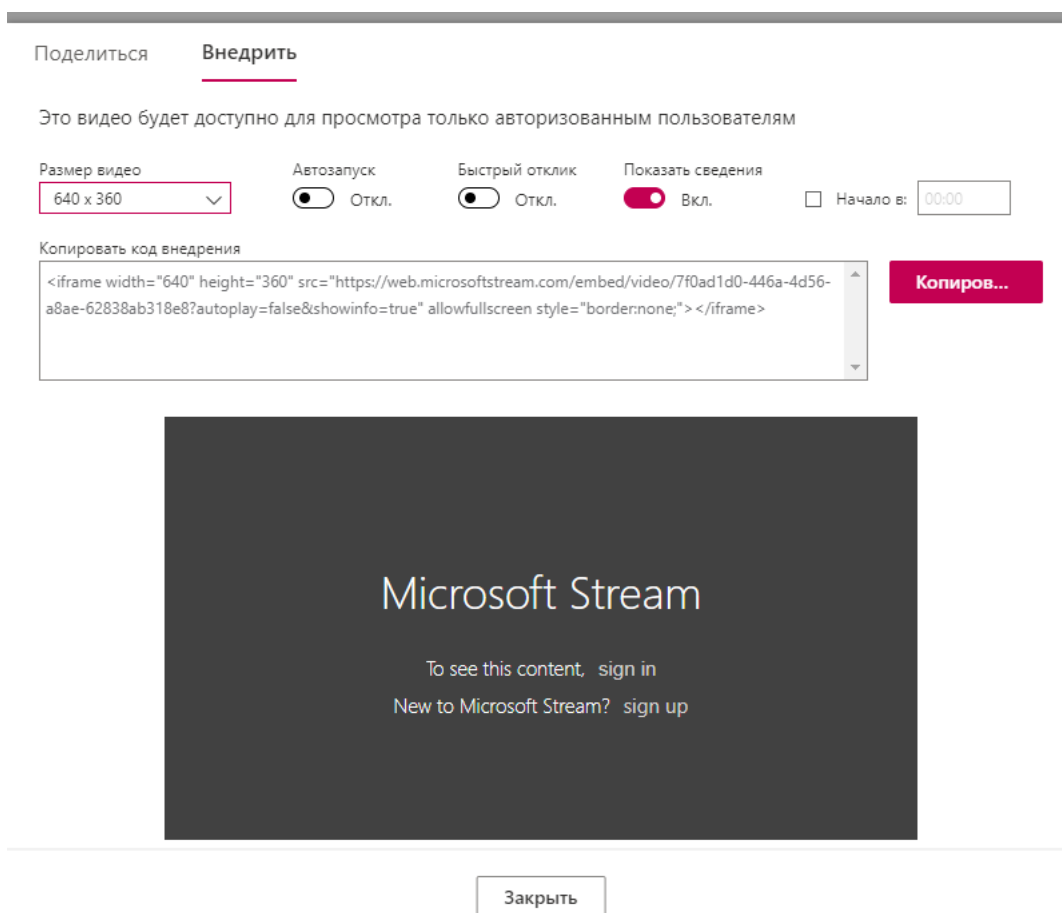 Поделиться Внедрить
Это видео будет доступно для просмотра только авторизованным пользователям
Размер видео Автозапуск Быстрый отклик Показать сведения
640 x 360 Откл. Откл. Вкл. Начало в: 00:00
Копировать код внедрения
<iframe width="640" height="360" src="https://web.microsoftstream.com/embed/video/7f0ad1d0-446a-4d56-
a8ae-62838ab318e8?autoplay=false&showinfo=true" allowfullscreen style="border:none;"></iframe>
Копиров...
Microsoft Stream
To see this content, sign in
New to Microsoft Stream? sign up
Закрыть